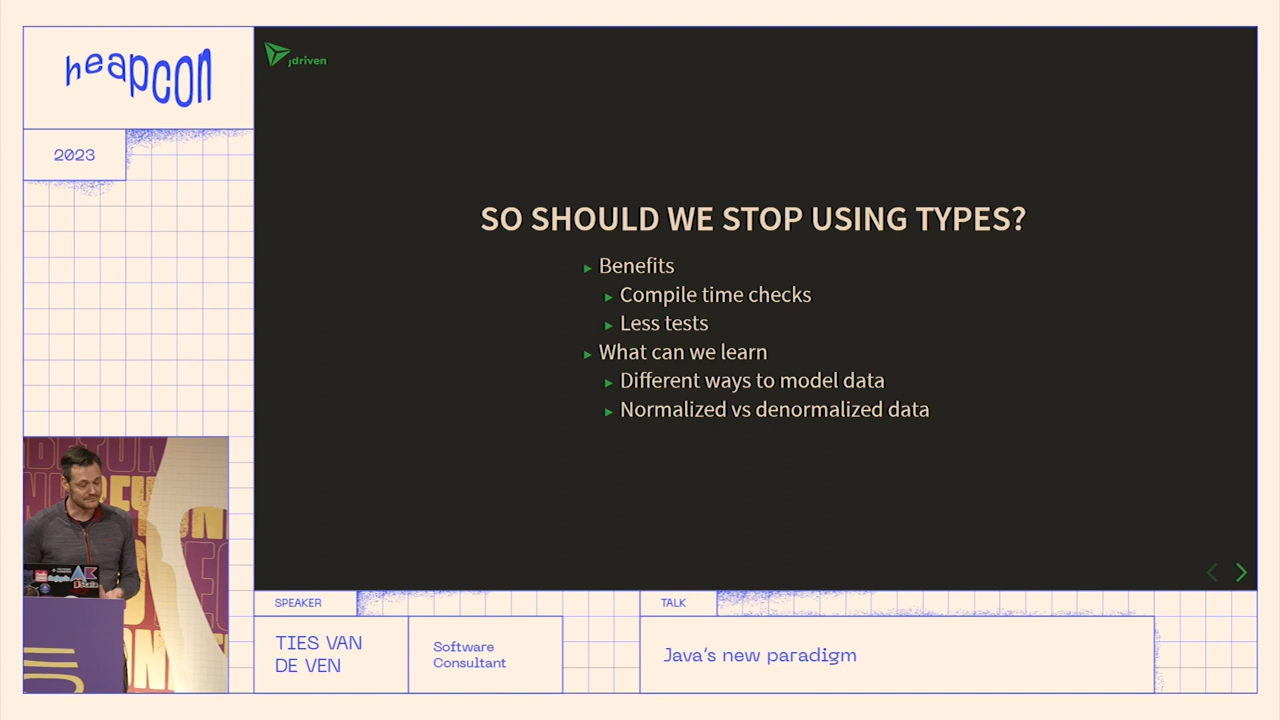 heapcon
2023
jdriven
SO SHOULD WE STOP USING TYPES?
Benefits
Compile time checks
Less tests
What can we learn
Different ways to model data
Normalized vs denormalized data
SPEAKER
TIES VAN
DE VEN
Software
Consultant
TALK
Java's new paradigm